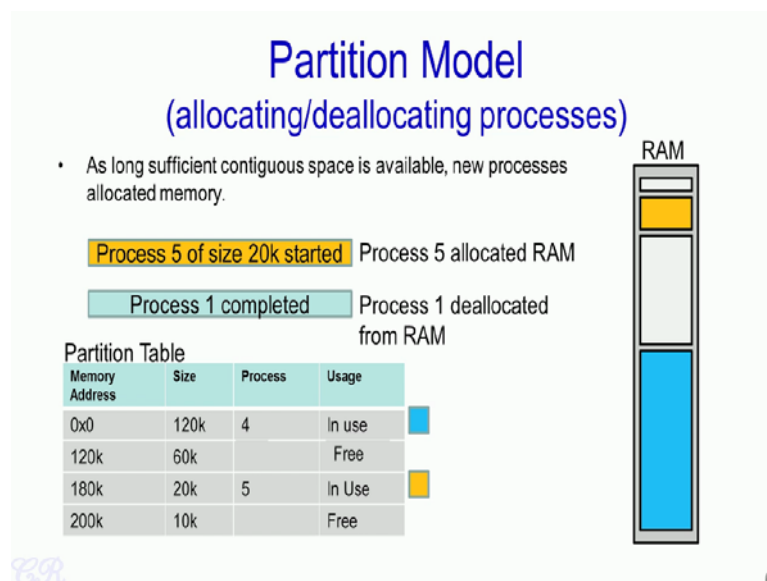 Partition Model
(allocating/deallocating processes)
RAM
• As long sufficient contiguous space is available, new processes
allocated memory.
Process 5 of size 20k started Process 5 allocated RAM
Process 1 completed Process 1 deallocated
from RAM
Partition Table
Memory Address Size Process Usage
0x0 120k 4 In use
120k 60k Free
180k 20k 5 In Use
200k 10k Free